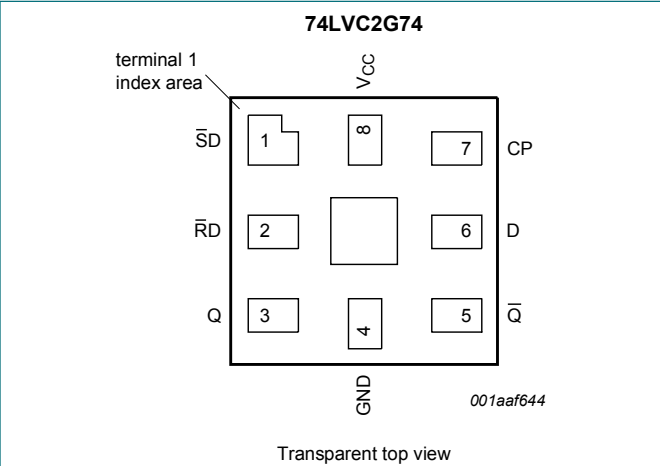 74LVC2G74
terminal 1
index area
VCC
S̅D
1
8
7
CP
R̅D
2
6
D
Q
3
4
5
Q̅
GND
001aaf644
Transparent top view